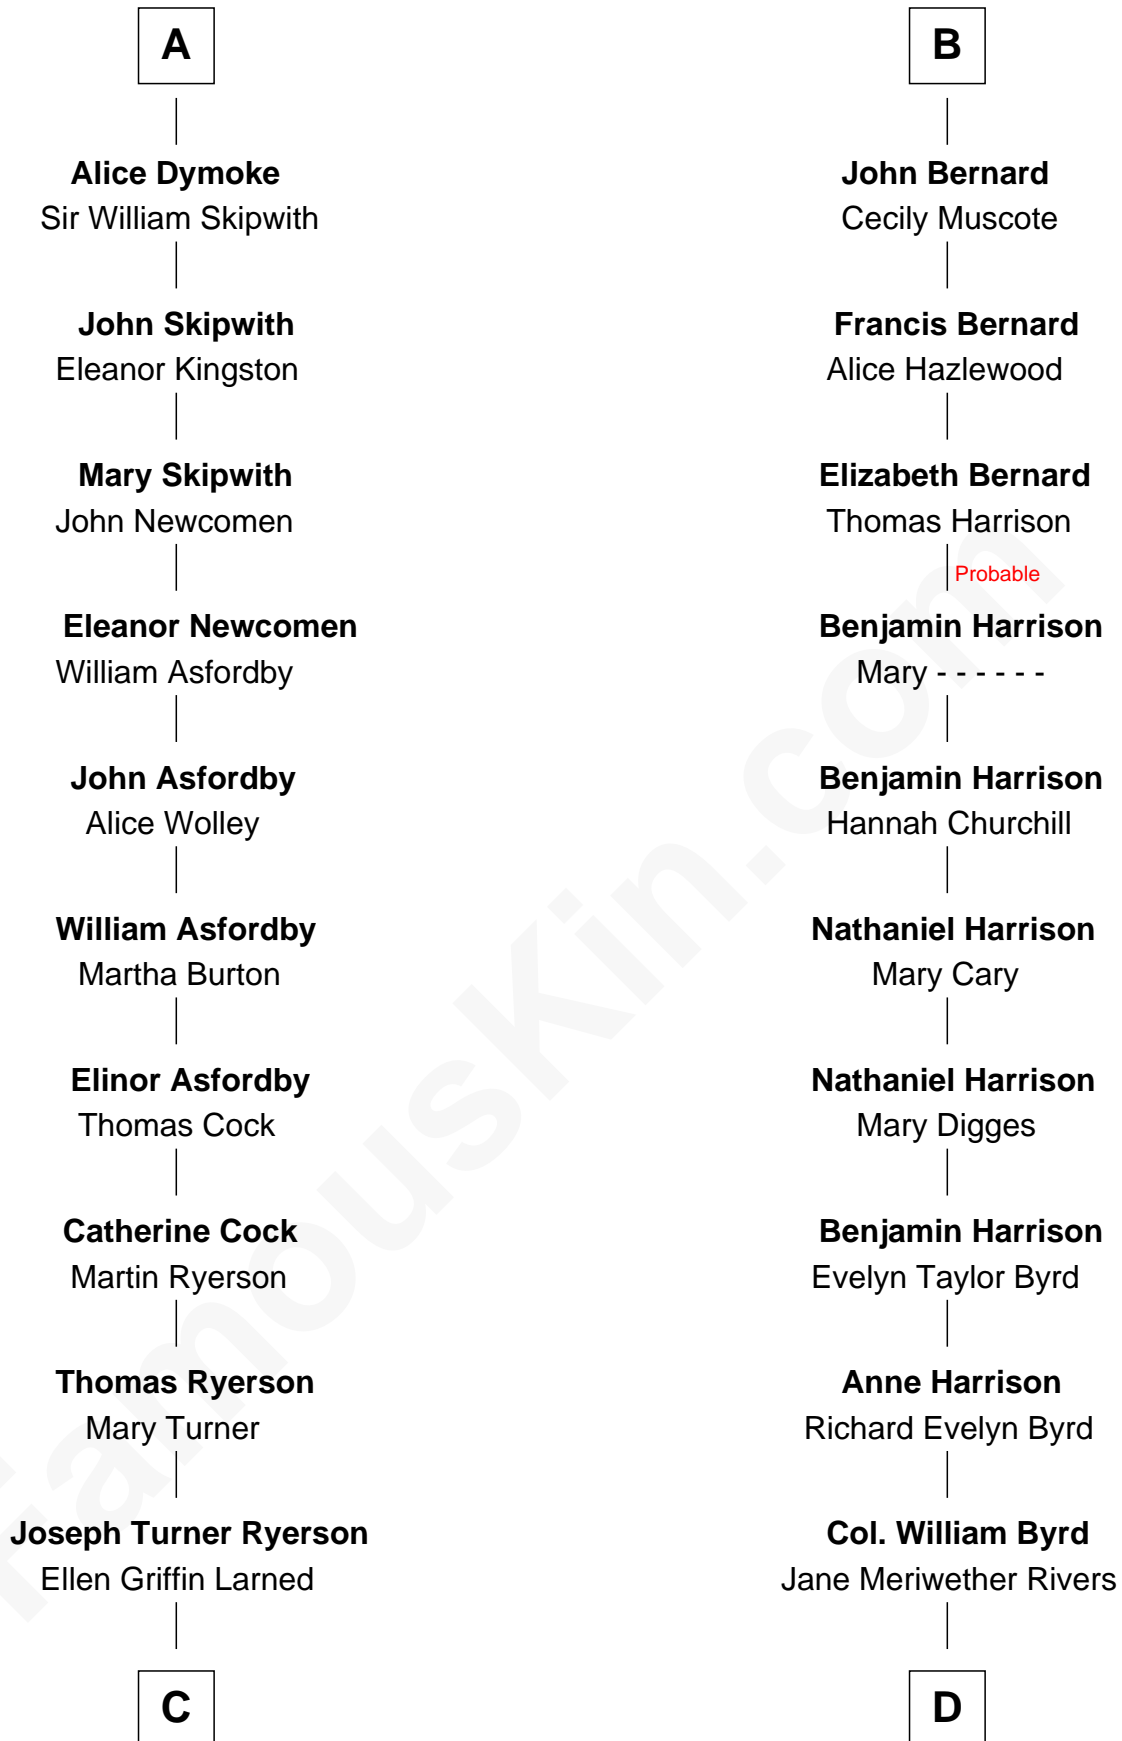 A
Alice Dymoke
Sir William Skipwith
John Skipwith
Eleanor Kingston
Mary Skipwith
John Newcomen
Eleanor Newcomen
William Asfordby
John Asfordby
Alice Wolley
William Asfordby
Martha Burton
Elinor Asfordby
Thomas Cock
Catherine Cock
Martin Ryerson
Thomas Ryerson
Mary Turner
Joseph Turner Ryerson
Ellen Griffin Larned
C
B
John Bernard
Cecily Muscote
Francis Bernard
Alice Hazlewood
Elizabeth Bernard
Thomas Harrison
Probable
Benjamin Harrison
Mary - - - - - -
Benjamin Harrison
Hannah Churchill
Nathaniel Harrison
Mary Cary
Nathaniel Harrison
Mary Digges
Benjamin Harrison
Evelyn Taylor Byrd
Anne Harrison
Richard Evelyn Byrd
Col. William Byrd
Jane Meriwether Rivers
D
FamousKin.com